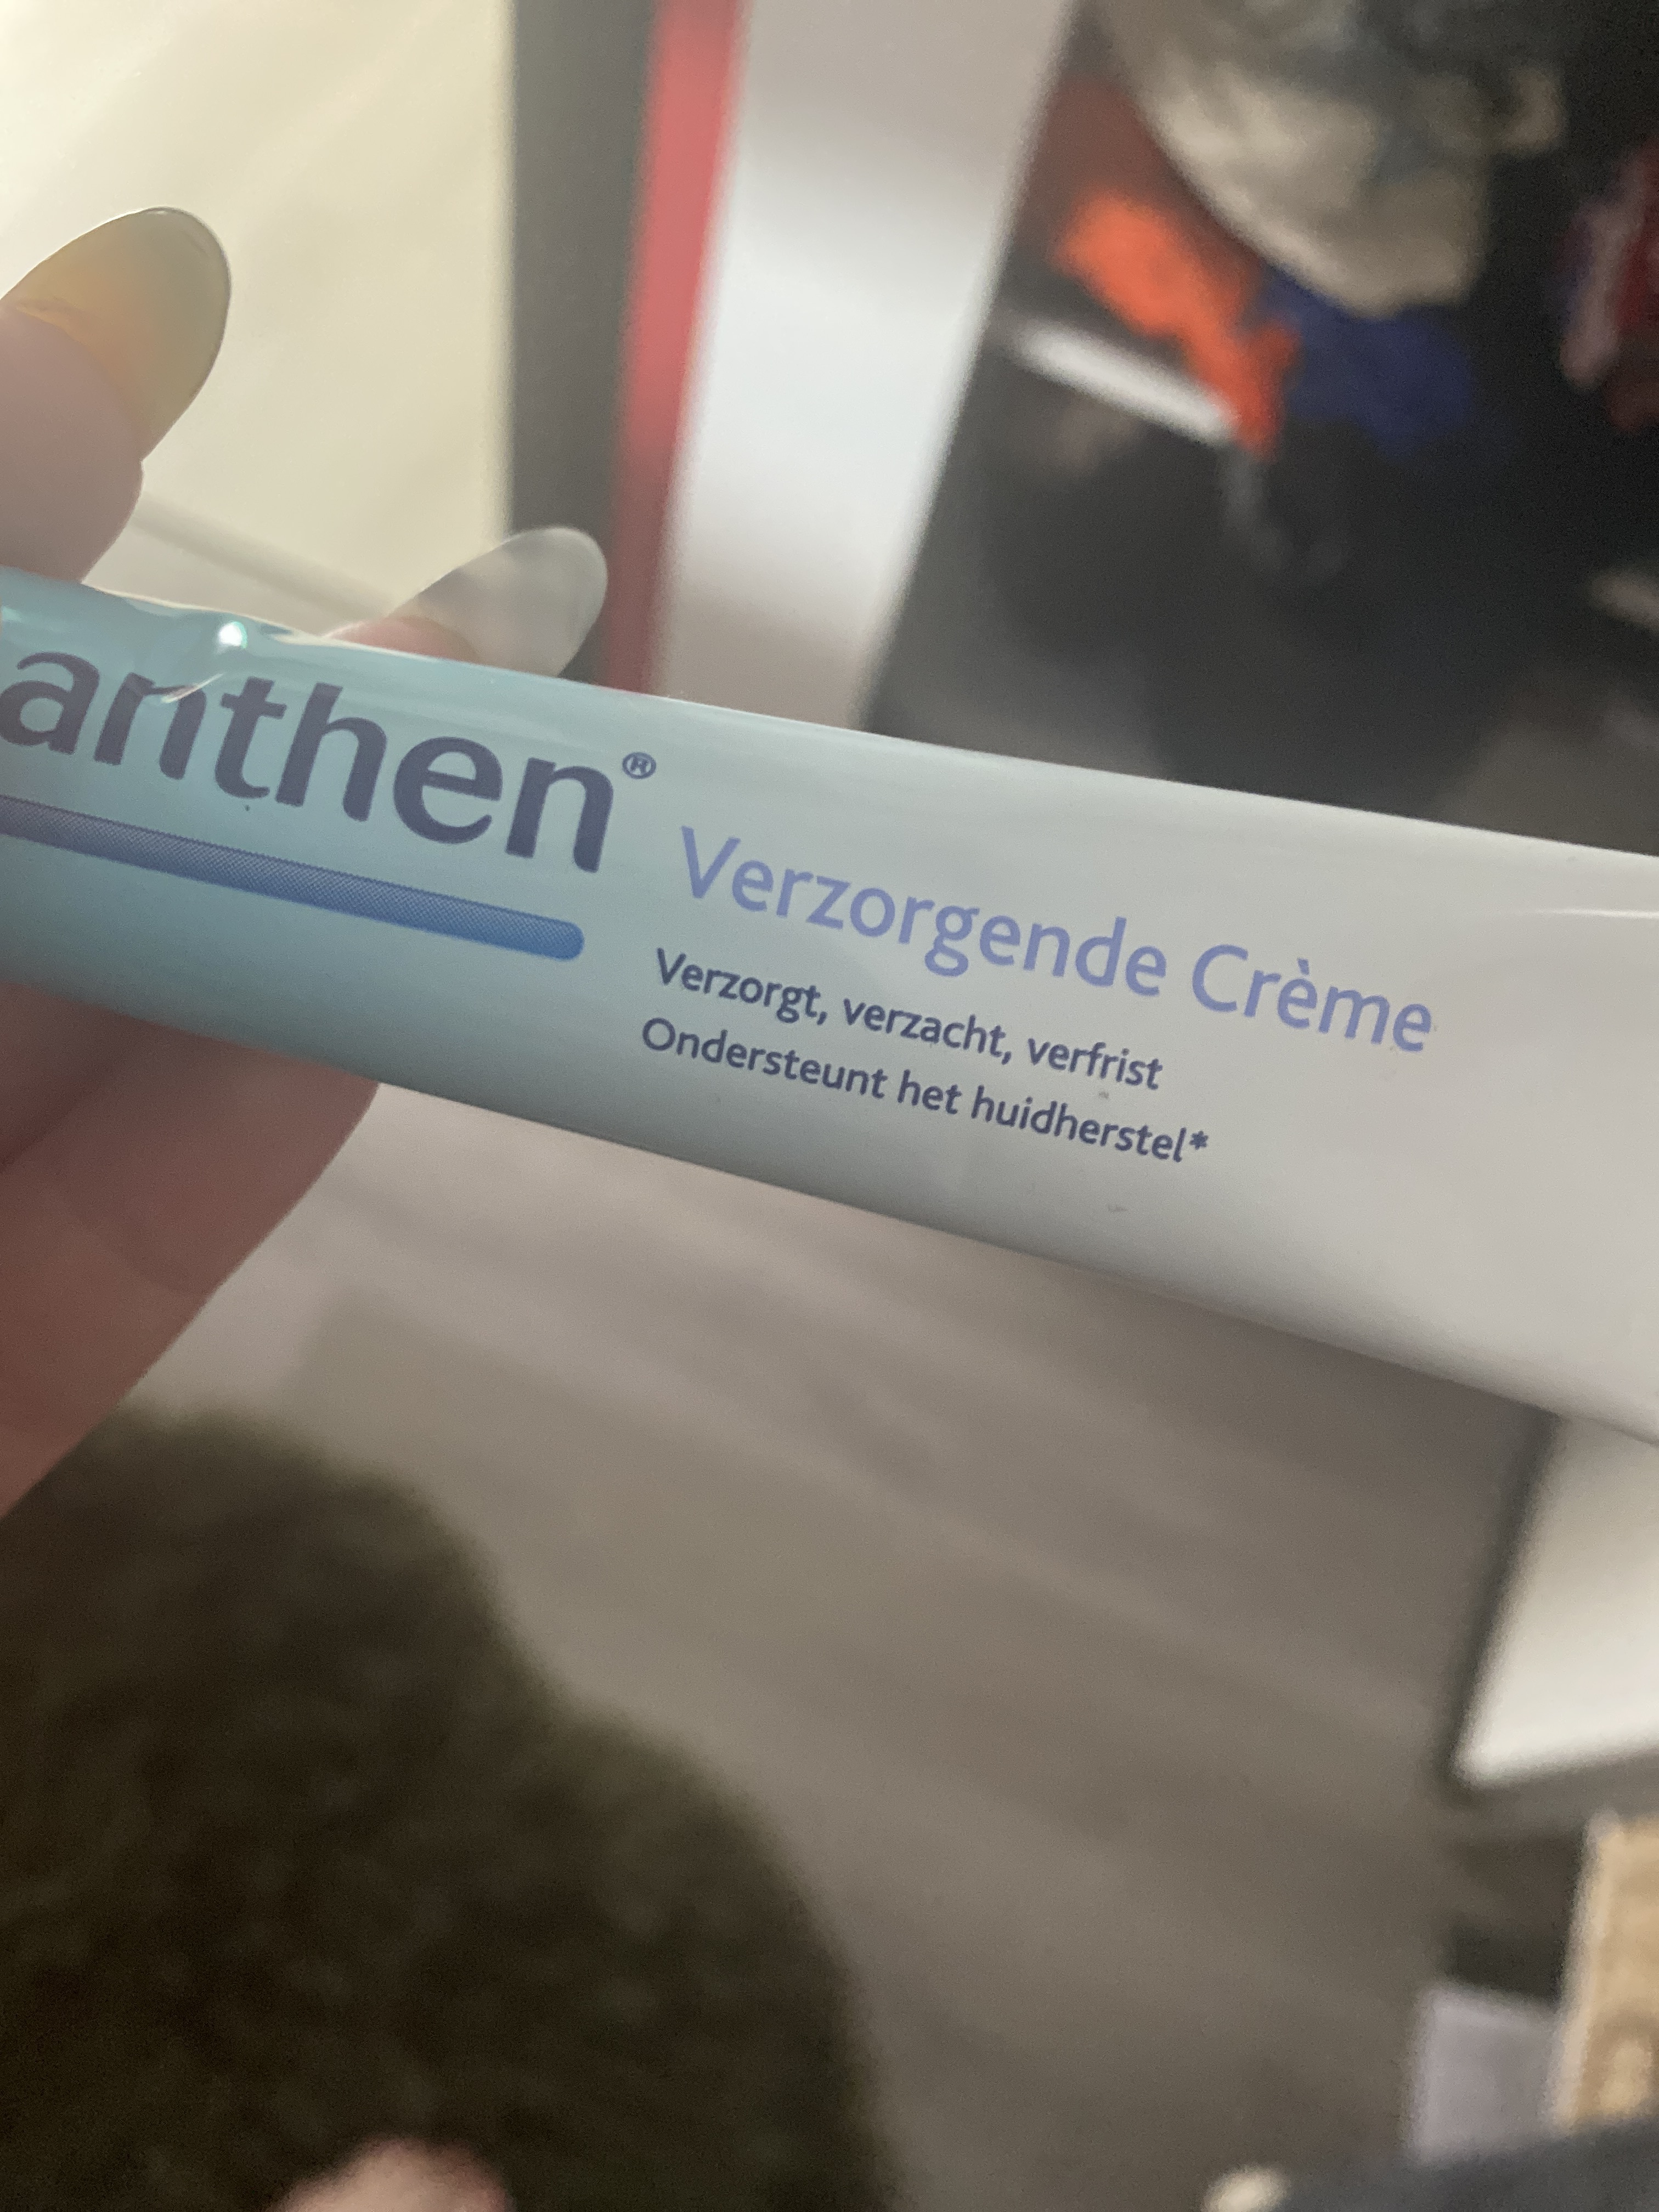 anthen®
Verzorgende Crème
Verzorgt, verzacht, verfrist
Ondersteunt het huidherstel*